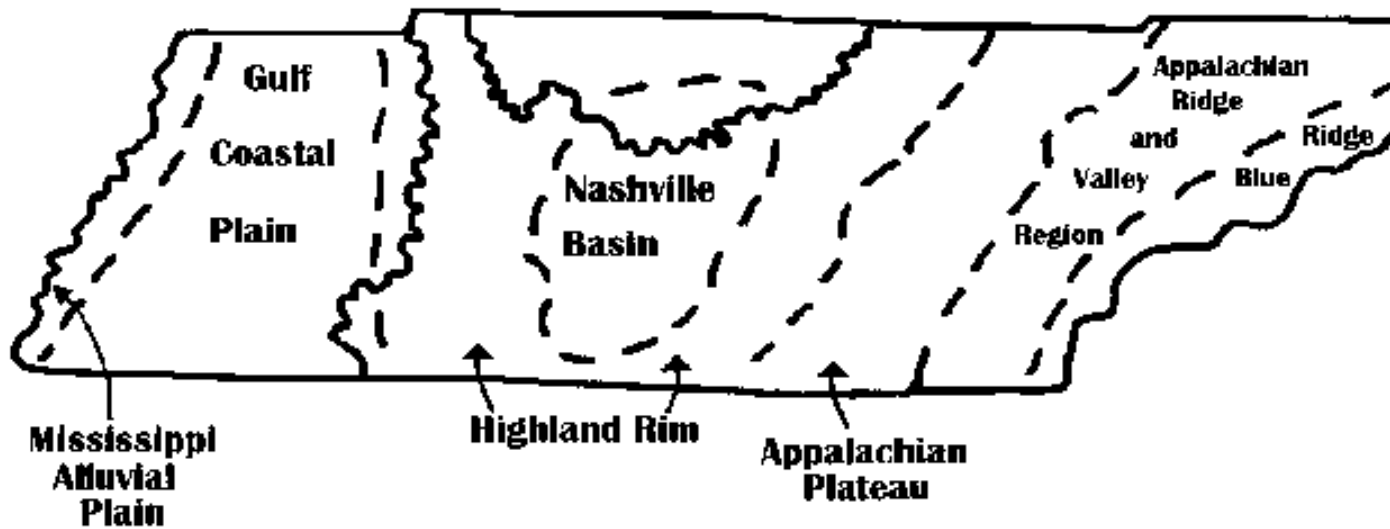 Gulf
Coastal
Plain
Nashville
Basin
Appalachian
Ridge
and
Valley
Region
Blue
Ridge
Mississippi
Alluvial
Plain
Highland Rim
Appalachian
Plateau